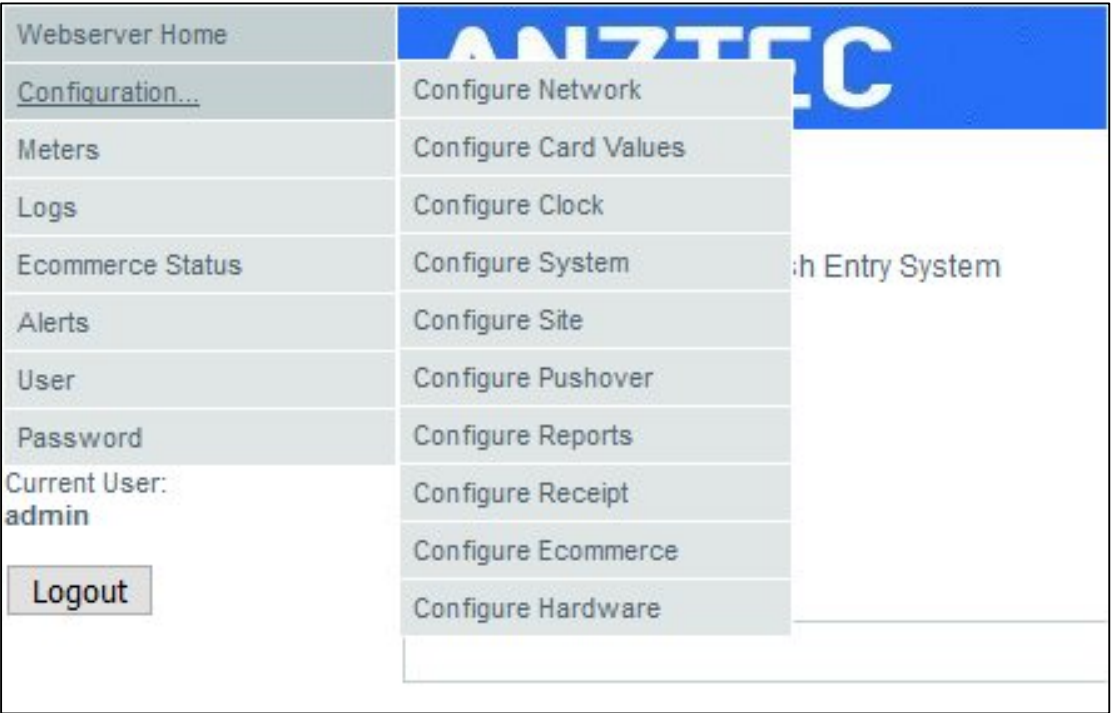 Webserver Home
Configuration...
Meters
Logs
Ecommerce Status
Alerts
User
Password
Current User:
admin
Logout
ANZTEC
Configure Network
Configure Card Values
Configure Clock
Configure System
Configure Site
Configure Pushover
Configure Reports
Configure Receipt
Configure Ecommerce
Configure Hardware
Entry System